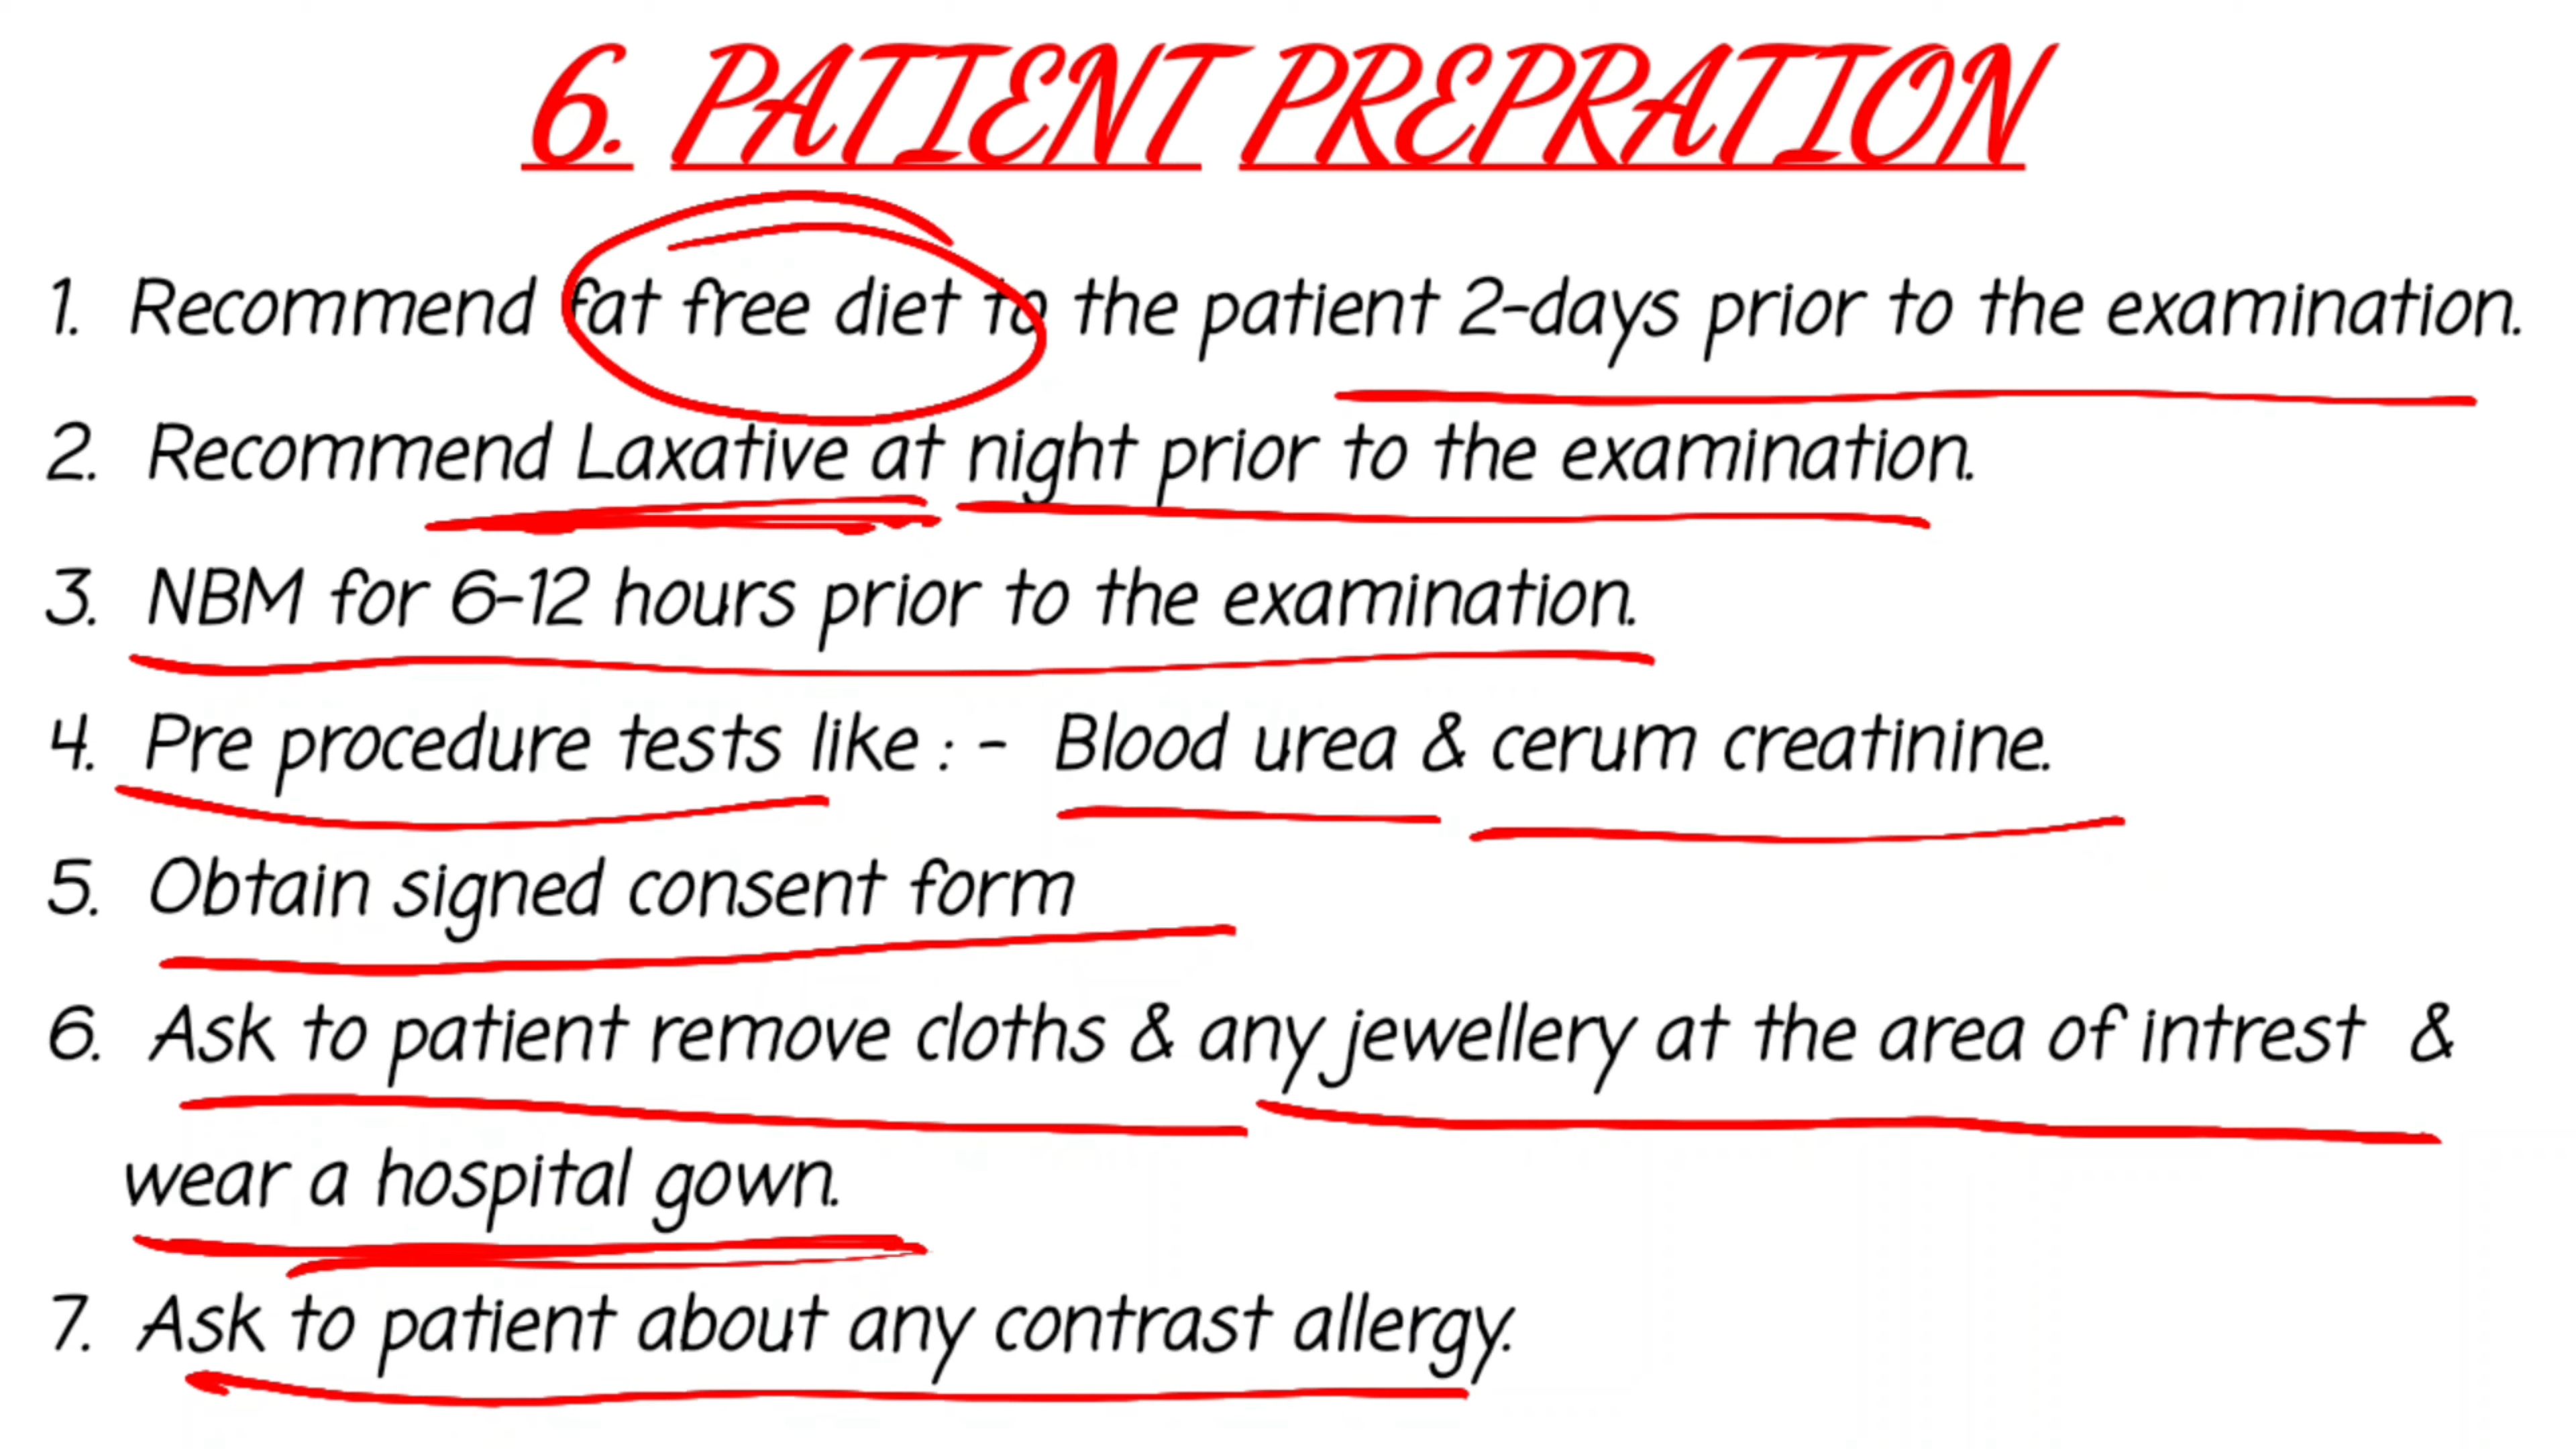 6. PATIENT PREPRATION
1. Recommend fat free diet to the patient 2-days prior to the examination.
2. Recommend Laxative at night prior to the examination.
3. NBM for 6-12 hours prior to the examination.
4. Pre procedure tests like : - Blood urea & cerum creatinine.
5. Obtain signed consent form
6. Ask to patient remove cloths & any jewellery at the area of intrest &
wear a hospital gown.
7. Ask to patient about any contrast allergy.